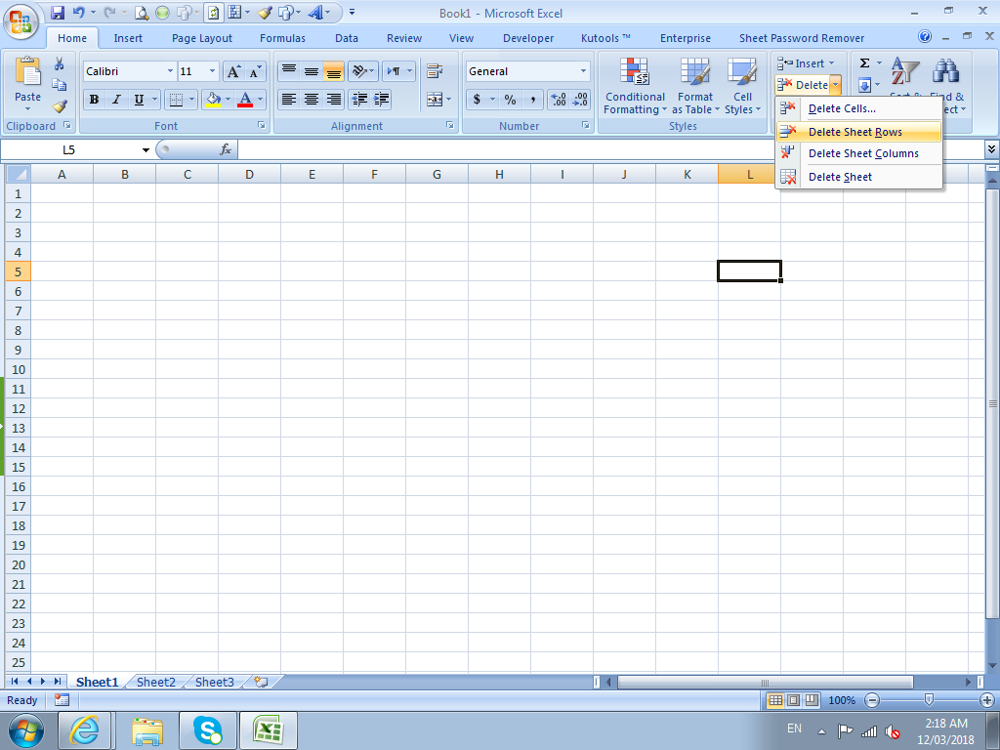 Book1 - Microsoft Excel
Home Insert Page Layout Formulas Data Review View Developer Kutools ™ Enterprise Sheet Password Remover
Paste
Clipboard
Calibri 11
B I U A
Font
Alignment
General
$ % ,
Number
Conditional Formatting
Format as Table
Cell Styles
Styles
Insert
Delete
Σ
Delete Cells...
Delete Sheet Rows
Delete Sheet Columns
Delete Sheet
L5 fx
A B C D E F G H I J K L
1
2
3
4
5
6
7
8
9
10
11
12
13
14
15
16
17
18
19
20
21
22
23
24
25
Sheet1 Sheet2 Sheet3
Ready 100%
EN
2:18 AM
12/03/2018